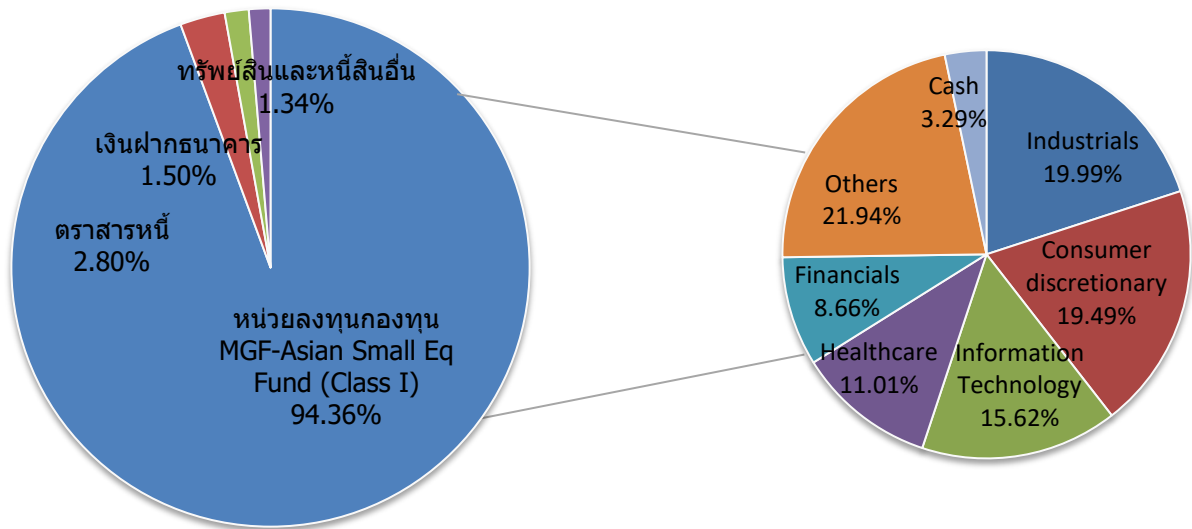 ทรัพย์สินและหนี้สินอื่น
1.34%
เงินฝากธนาคาร
1.50%
ตราสารหนี้
2.80%
หน่วยลงทุนกองทุน
MGF-Asian Small Eq
Fund (Class I)
94.36%
Cash
3.29%
Industrials
19.99%
Others
21.94%
Consumer
discretionary
19.49%
Financials
8.66%
Healthcare
11.01%
Information
Technology
15.62%